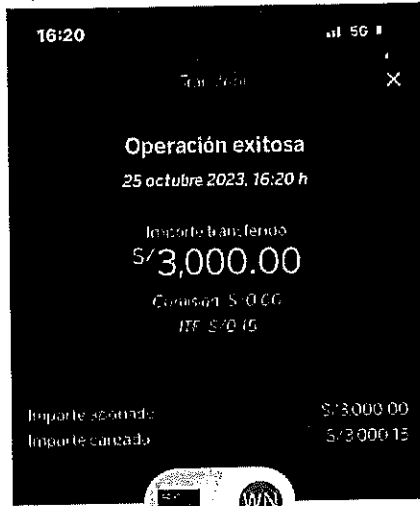 16:20 5G
Operación exitosa
25 octubre 2023, 16:20 h
Importe transferido
S/3,000.00
Comisión S/0.00
ITF S/0.15
Importe abonado S/3,000.00
Importe cargado S/3,000.15
WN